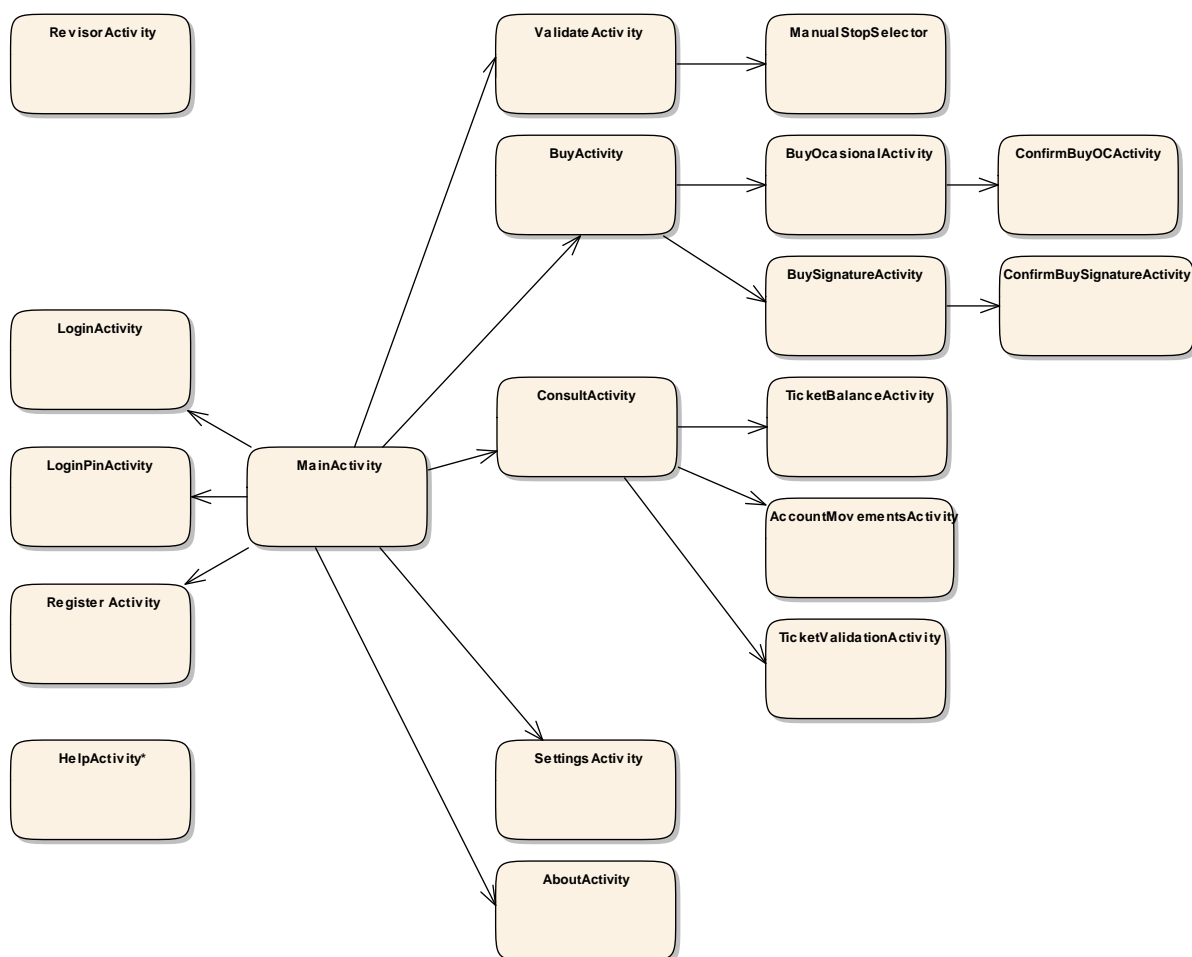 RevisorActivity
ValidateActivity
ManualStopSelector
BuyActivity
BuyOcasionalActivity
ConfirmBuyOCActivity
BuySignatureActivity
ConfirmBuySignatureActivity
LoginActivity
ConsultActivity
TicketBalanceActivity
LoginPinActivity
MainActivity
AccountMovementsActivity
Register Activity
TicketValidationActivity
HelpActivity*
SettingsActivity
AboutActivity